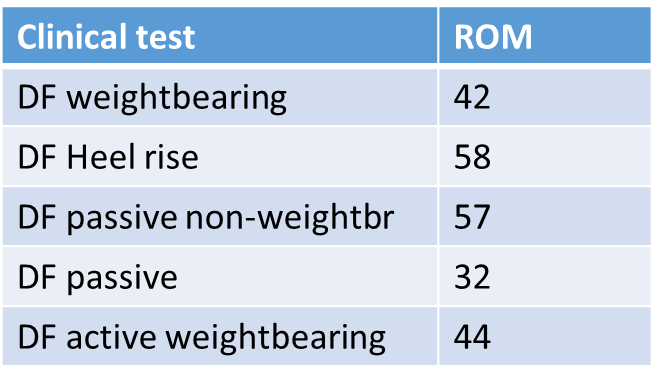 Clinical test ROM
DF weightbearing 42
DF Heel rise 58
DF passive non-weightbr 57
DF passive 32
DF active weightbearing 44